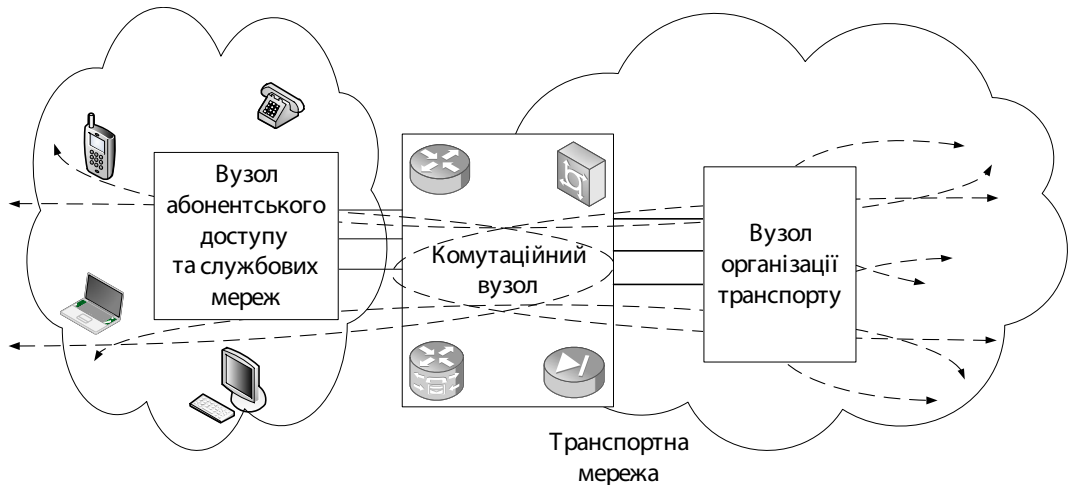 Вузол
абонентського
доступу
та службових
мереж
Комутаційний
вузол
Вузол
організації
транспорту
Транспортна
мережа